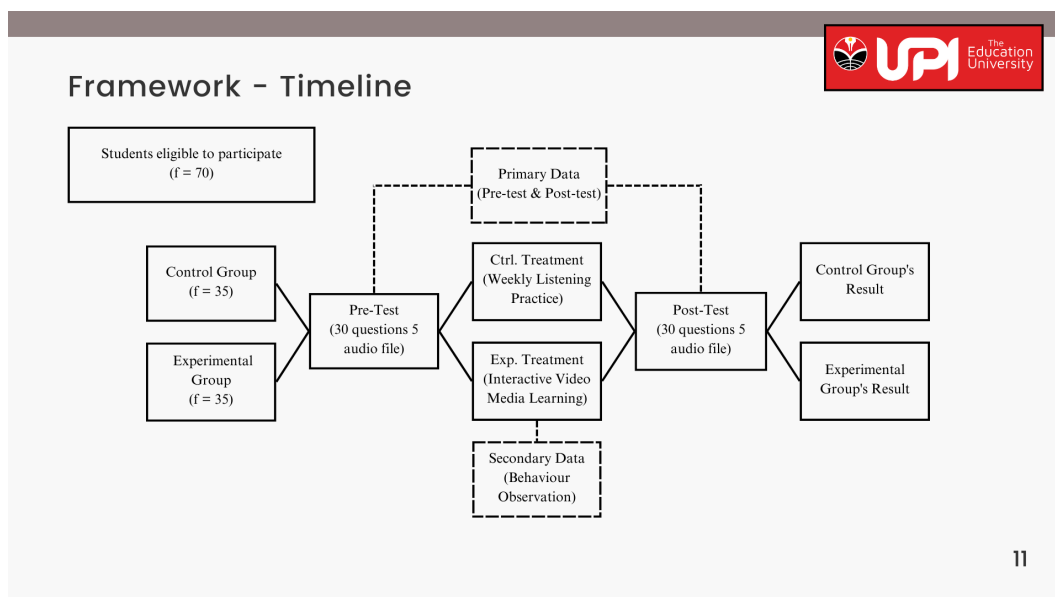 The
Education
University
UPI
Framework - Timeline
Students eligible to participate
(f = 70)
Primary Data
(Pre-test & Post-test)
Control Group
(f = 35)
Experimental
Group
(f = 35)
Pre-Test
(30 questions 5
audio file)
Ctrl. Treatment
(Weekly Listening
Practice)
Exp. Treatment
(Interactive Video
Media Learning)
Secondary Data
(Behaviour
Observation)
Post-Test
(30 questions 5
audio file)
Control Group's
Result
Experimental
Group's Result
11